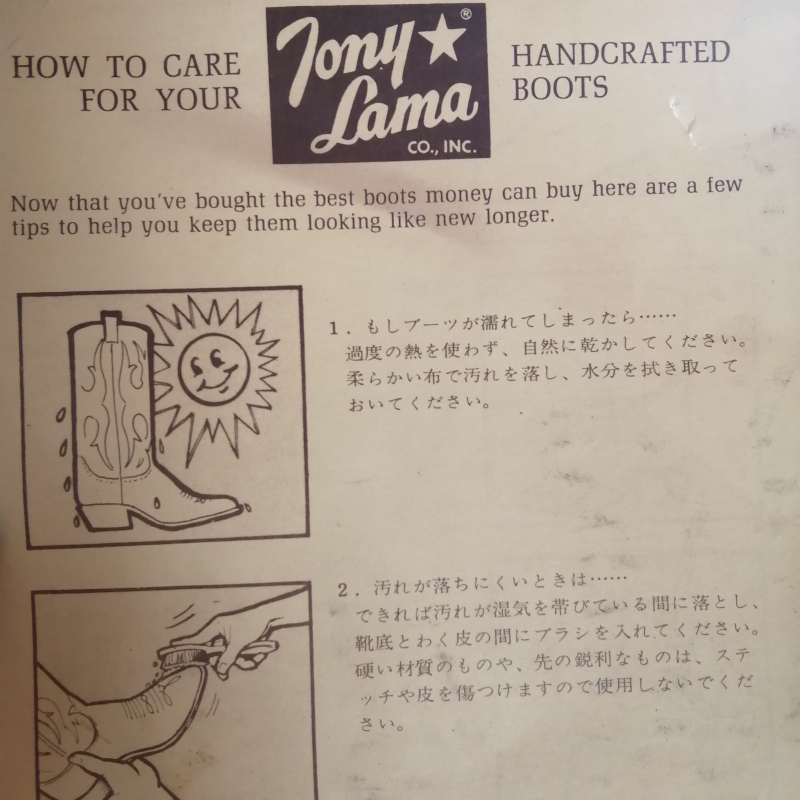 HOW TO CARE
FOR YOUR
Tony Lama ®
CO., INC.
HANDCRAFTED
BOOTS
Now that you've bought the best boots money can buy here are a few
tips to help you keep them looking like new longer.
1．もしブーツが濡れてしまったら……
過度の熱を使わず、自然に乾かしてください。
柔らかい布で汚れを落し、水分を拭き取って
おいてください。
2．汚れが落ちにくいときは……
できれば汚れが湿気を帯びている間に落とし、
靴底とわく皮の間にブラシを入れてください。
硬い材質のものや、先の鋭利なものは、ステ
ッチや皮を傷つけますので使用しないでくだ
さい。